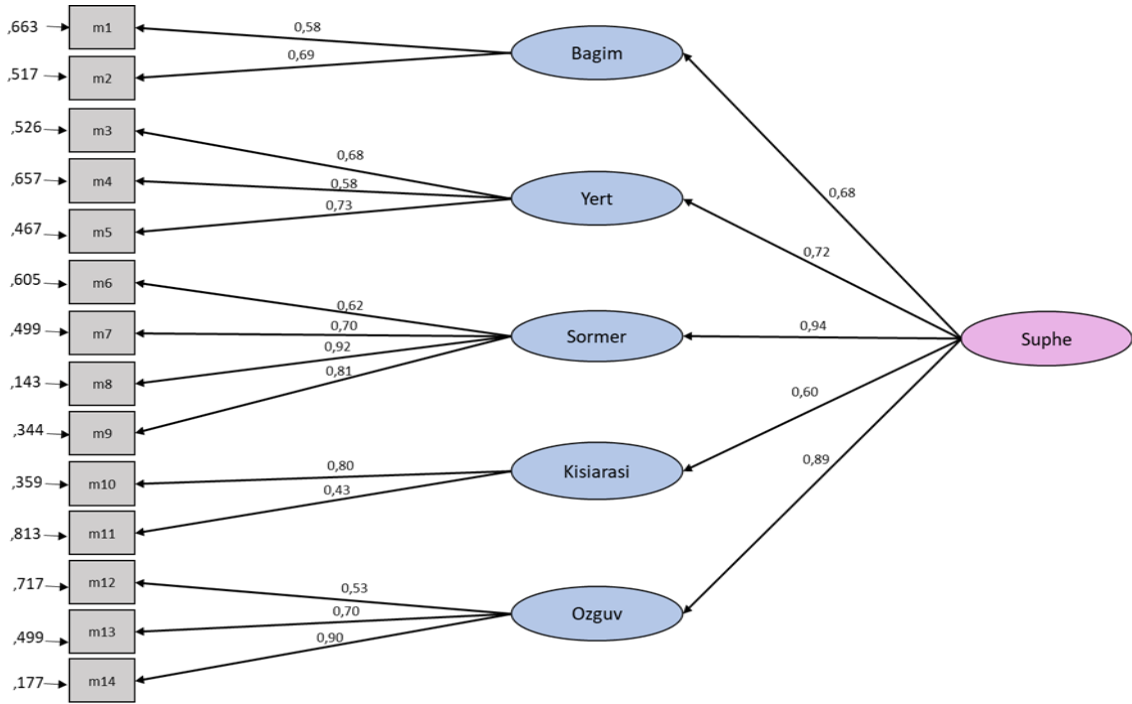 ,663
m1
0,58
0,69
Bagim
,517
m2
,526
m3
0,68
,657
m4
0,58
Yert
0,68
0,73
,467
m5
0,72
,605
m6
0,62
,499
m7
0,70
0,94
Sormer
Suphe
0,92
,143
m8
0,81
0,60
,344
m9
0,89
0,80
Kisiarasi
,359
m10
0,43
,813
m11
,717
m12
0,53
0,70
Ozguv
,499
m13
0,90
,177
m14